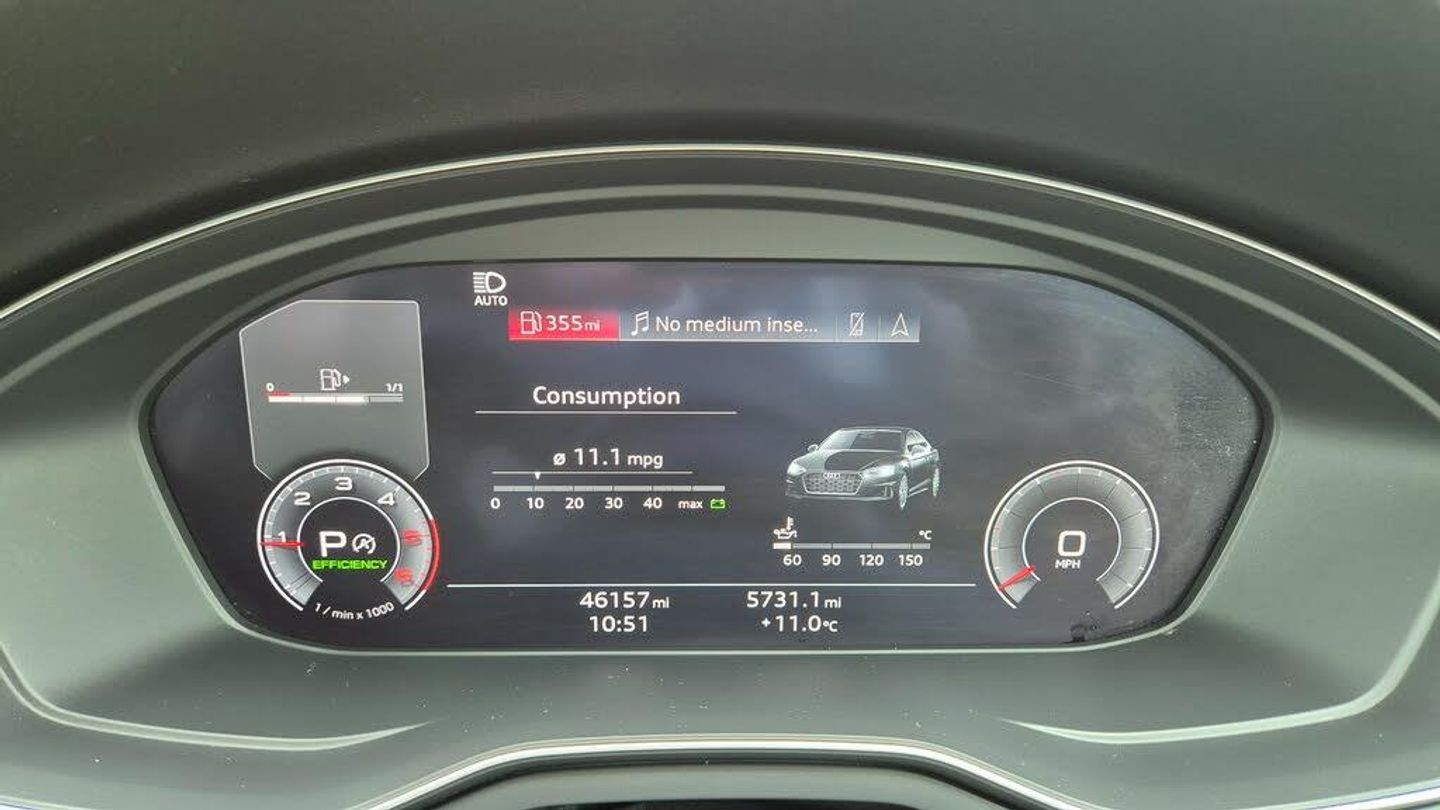 AUTO
355mi No medium inse...
0 1/1
Consumption
ø 11.1 mpg
0 10 20 30 40 max
°C
60 90 120 150
1 2 3 4 5 6
P A
EFFICIENCY
1 / min x 1000
0
MPH
46157mi 5731.1mi
10:51 +11.0°C